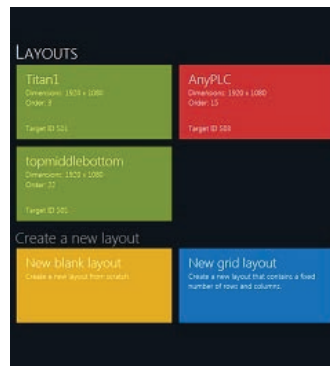 LAYOUTS
Titan1
Dimensions: 1920 x 1080
Order: 9
Target ID 501
AnyPLC
Dimensions: 1920 x 1080
Order: 15
Target ID 503
topmiddlebottom
Dimensions: 1920 x 1080
Order: 22
Target ID 505
Create a new layout
New blank layout
Create a new layout from scratch.
New grid layout
Create a new layout that contains a fixed
number of rows and columns.